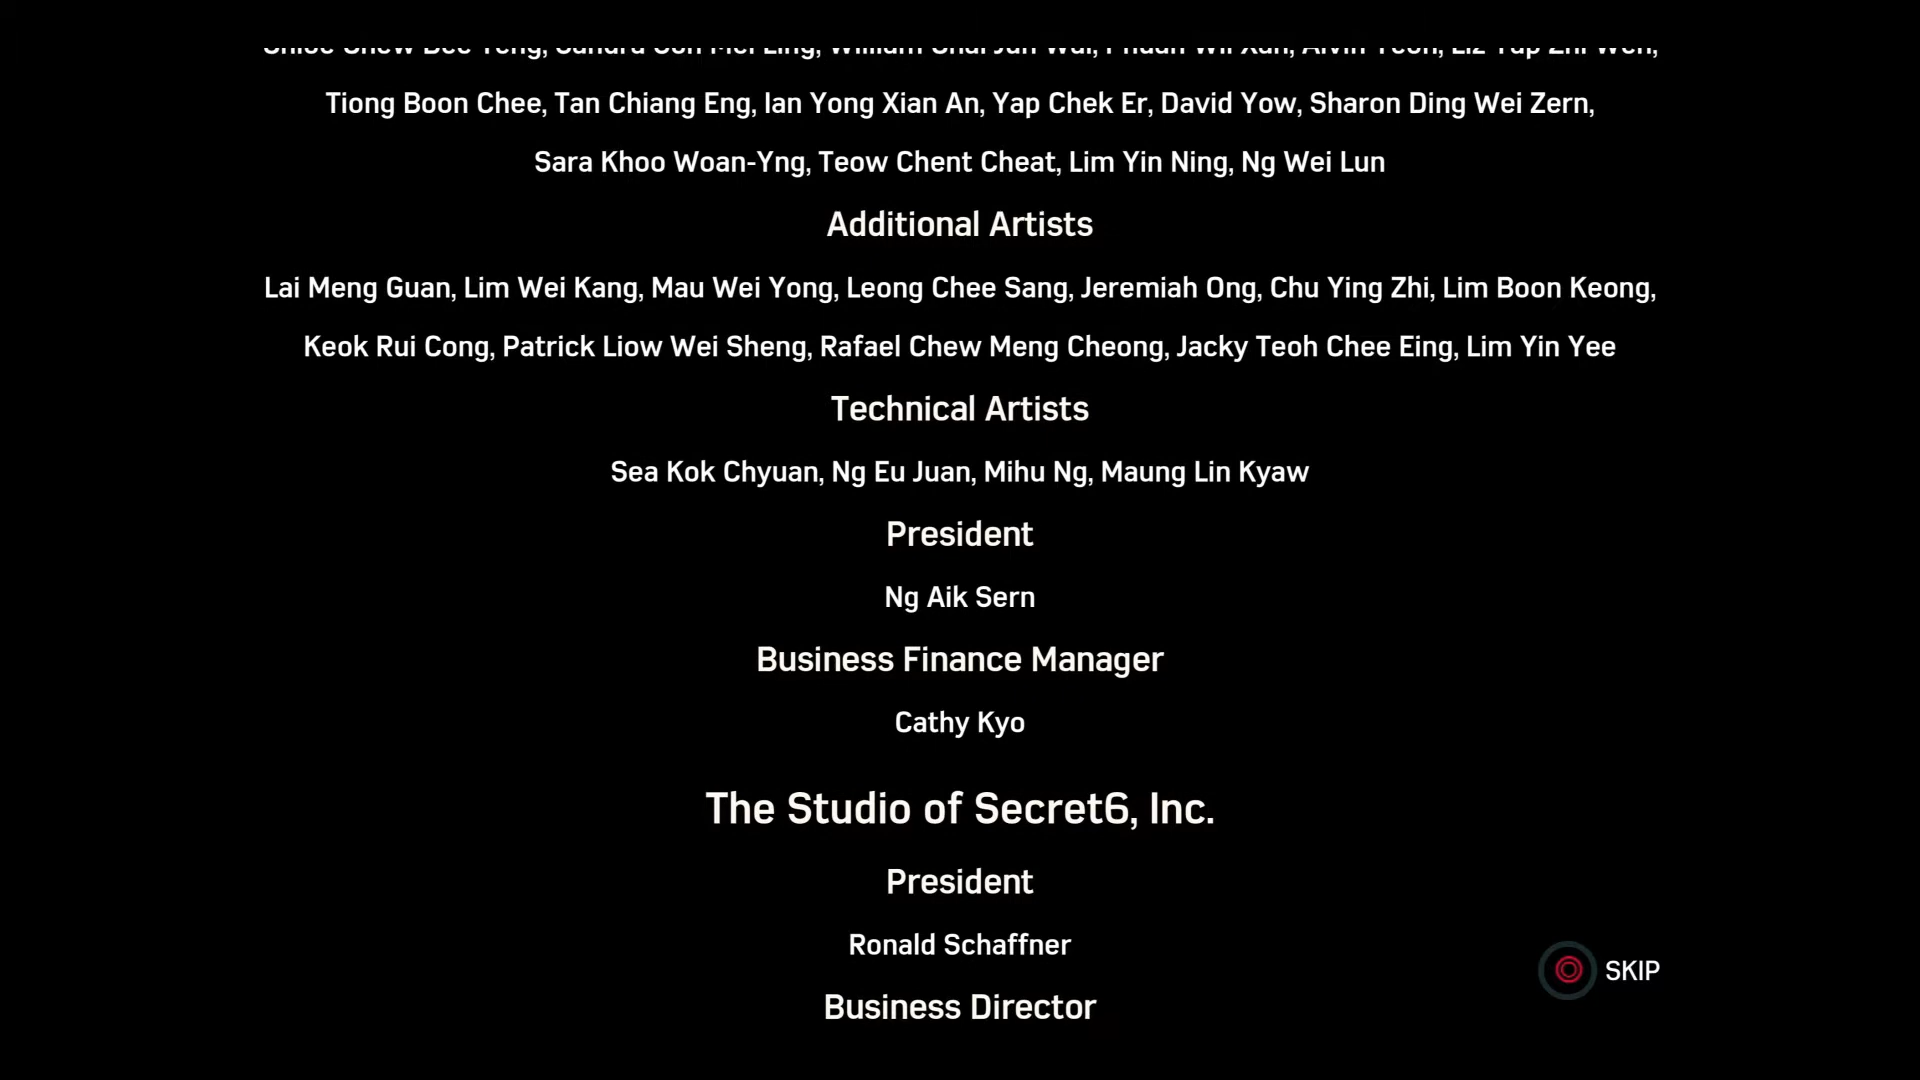 Tiong Boon Chee, Tan Chiang Eng, Ian Yong Xian An, Yap Chek Er, David Yow, Sharon Ding Wei Zern,
Sara Khoo Woan-Yng, Teow Chent Cheat, Lim Yin Ning, Ng Wei Lun
Additional Artists
Lai Meng Guan, Lim Wei Kang, Mau Wei Yong, Leong Chee Sang, Jeremiah Ong, Chu Ying Zhi, Lim Boon Keong,
Keok Rui Cong, Patrick Liow Wei Sheng, Rafael Chew Meng Cheong, Jacky Teoh Chee Eing, Lim Yin Yee
Technical Artists
Sea Kok Chyuan, Ng Eu Juan, Mihu Ng, Maung Lin Kyaw
President
Ng Aik Sern
Business Finance Manager
Cathy Kyo
The Studio of Secret6, Inc.
President
Ronald Schaffner
Business Director
SKIP